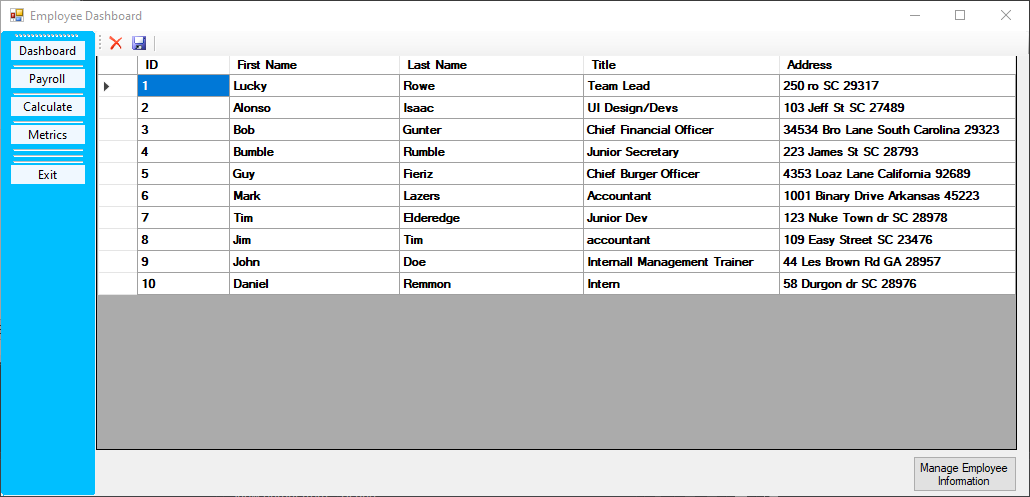 Employee Dashboard
Dashboard
Payroll
Calculate
Metrics
Exit
ID First Name Last Name Title Address
1 Lucky Rowe Team Lead 250 ro SC 29317
2 Alonso Isaac UI Design/Devs 103 Jeff St SC 27489
3 Bob Gunter Chief Financial Officer 34534 Bro Lane South Carolina 29323
4 Bumble Rumble Junior Secretary 223 James St SC 28793
5 Guy Fieriz Chief Burger Officer 4353 Loaz Lane California 92689
6 Mark Lazers Accountant 1001 Binary Drive Arkansas 45223
7 Tim Elderedge Junior Dev 123 Nuke Town dr SC 28978
8 Jim Tim accountant 109 Easy Street SC 23476
9 John Doe Internall Management Trainer 44 Les Brown Rd GA 28957
10 Daniel Remmon Intern 58 Durgon dr SC 28976
Manage Employee
Information